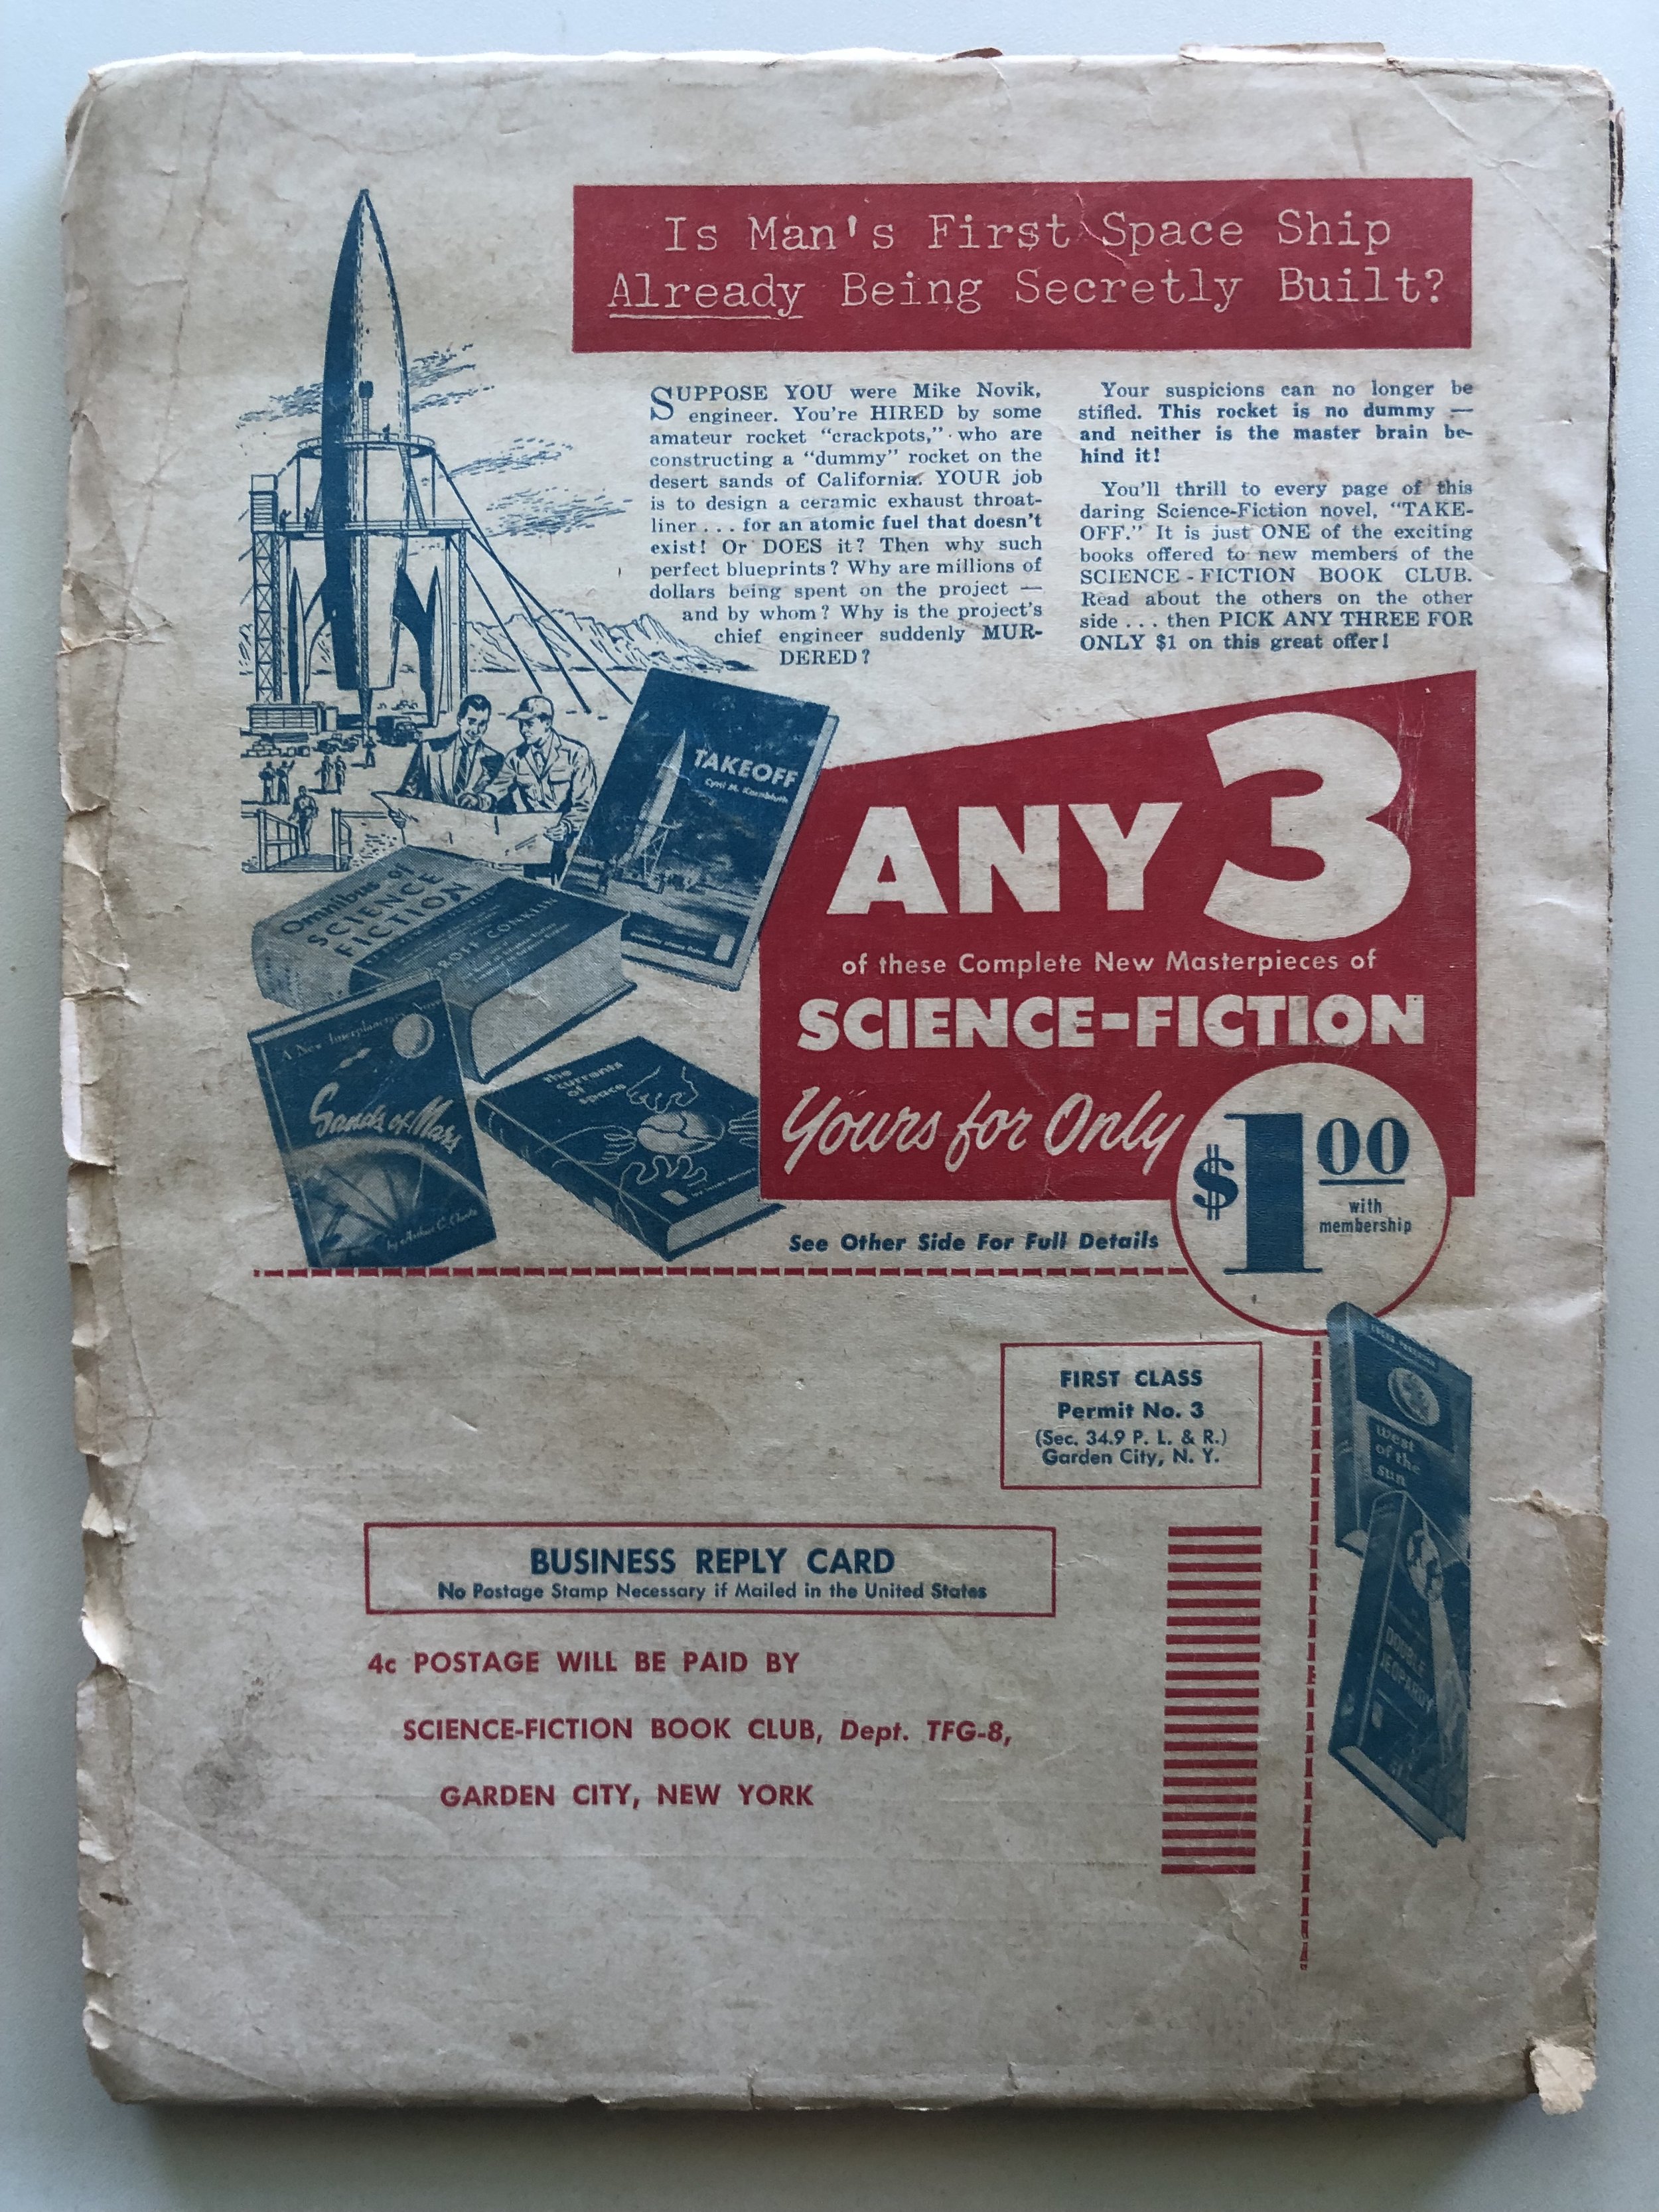 Is Man's First Space Ship
Already Being Secretly Built?
SUPPOSE YOU were Mike Novik,
engineer. You're HIRED by some
amateur rocket “crackpots,” who are
constructing a “dummy” rocket on the
desert sands of California. YOUR job
is to design a ceramic exhaust throat-
liner . . . for an atomic fuel that doesn't
exist! Or DOES it? Then why such
perfect blueprints? Why are millions of
dollars being spent on the project —
and by whom? Why is the project's
chief engineer suddenly MUR-
DERED?
Your suspicions can no longer be
stifled. This rocket is no dummy —
and neither is the master brain be-
hind it!
You'll thrill to every page of this
daring Science-Fiction novel, “TAKE-
OFF.” It is just ONE of the exciting
books offered to new members of the
SCIENCE-FICTION BOOK CLUB.
Read about the others on the other
side . . . then PICK ANY THREE FOR
ONLY $1 on this great offer!
TAKEOFF
Cyril M. Kornbluth
Omnibus of
SCIENCE
FICTION
GROFF CONKLIN
A New Interplanetary Novel
Sands of Mars
by Arthur C. Clarke
the
currents
of
space
ANY 3
of these Complete New Masterpieces of
SCIENCE-FICTION
Yours for Only
$1 00
with
membership
See Other Side For Full Details
FIRST CLASS
Permit No. 3
(Sec. 34.9 P. L. & R.)
Garden City, N. Y.
west
of the
sun
DOUBLE
JEOPARDY
BUSINESS REPLY CARD
No Postage Stamp Necessary if Mailed in the United States
4c POSTAGE WILL BE PAID BY
SCIENCE-FICTION BOOK CLUB, Dept. TFG-8,
GARDEN CITY, NEW YORK